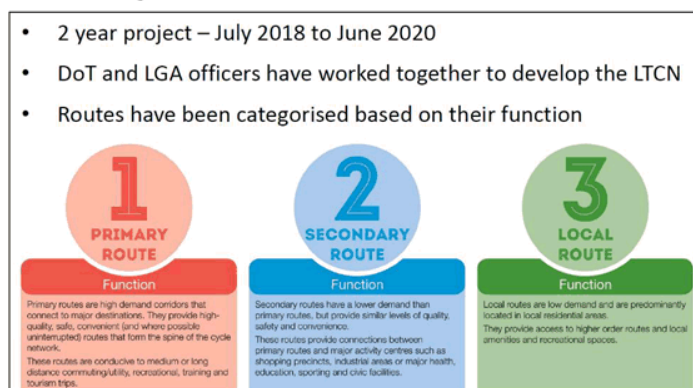 • 2 year project – July 2018 to June 2020
• DoT and LGA officers have worked together to develop the LTCN
• Routes have been categorised based on their function
1
PRIMARY
ROUTE
Function
Primary routes are high demand corridors that
connect to major destinations. They provide high-
quality, safe, convenient (and where possible
uninterrupted) routes that form the spine of the cycle
network.
These routes are conducive to medium or long
distance commuting/utility, recreational, training and
tourism trips.
2
SECONDARY
ROUTE
Function
Secondary routes have a lower demand than
primary routes, but provide similar levels of quality,
safety and convenience.
These routes provide connections between
primary routes and major activity centres such as
shopping precincts, industrial areas or major health,
education, sporting and civic facilities.
3
LOCAL
ROUTE
Function
Local routes are low demand and are predominantly
located in local residential areas.
They provide access to higher order routes and local
amenities and recreational spaces.